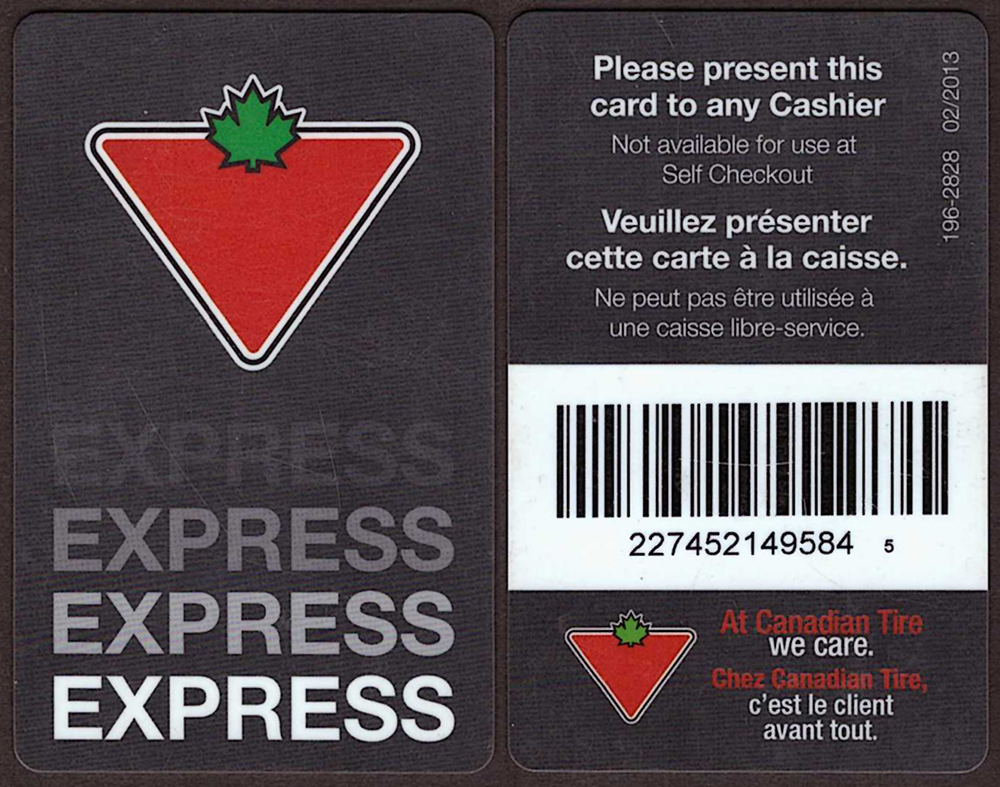 EXPRESS
EXPRESS
EXPRESS
EXPRESS
Please present this
card to any Cashier
Not available for use at
Self Checkout
Veuillez présenter
cette carte à la caisse.
Ne peut pas être utilisée à
une caisse libre-service.
196-2828 02/2013
227452149584 5
At Canadian Tire
we care.
Chez Canadian Tire,
c'est le client
avant tout.